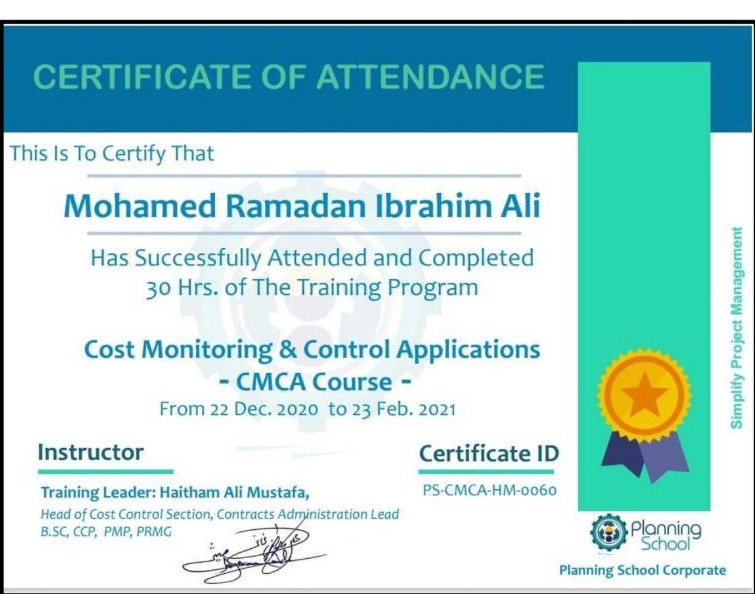 CERTIFICATE OF ATTENDANCE
This Is To Certify That
Mohamed Ramadan Ibrahim Ali
Has Successfully Attended and Completed
30 Hrs. of The Training Program
Cost Monitoring & Control Applications
- CMCA Course -
From 22 Dec. 2020 to 23 Feb. 2021
Instructor
Training Leader: Haitham Ali Mustafa,
Head of Cost Control Section, Contracts Administration Lead
B.SC, CCP, PMP, PRMG
Certificate ID
PS-CMCA-HM-0060
Simplify Project Management
Planning
School
Planning School Corporate